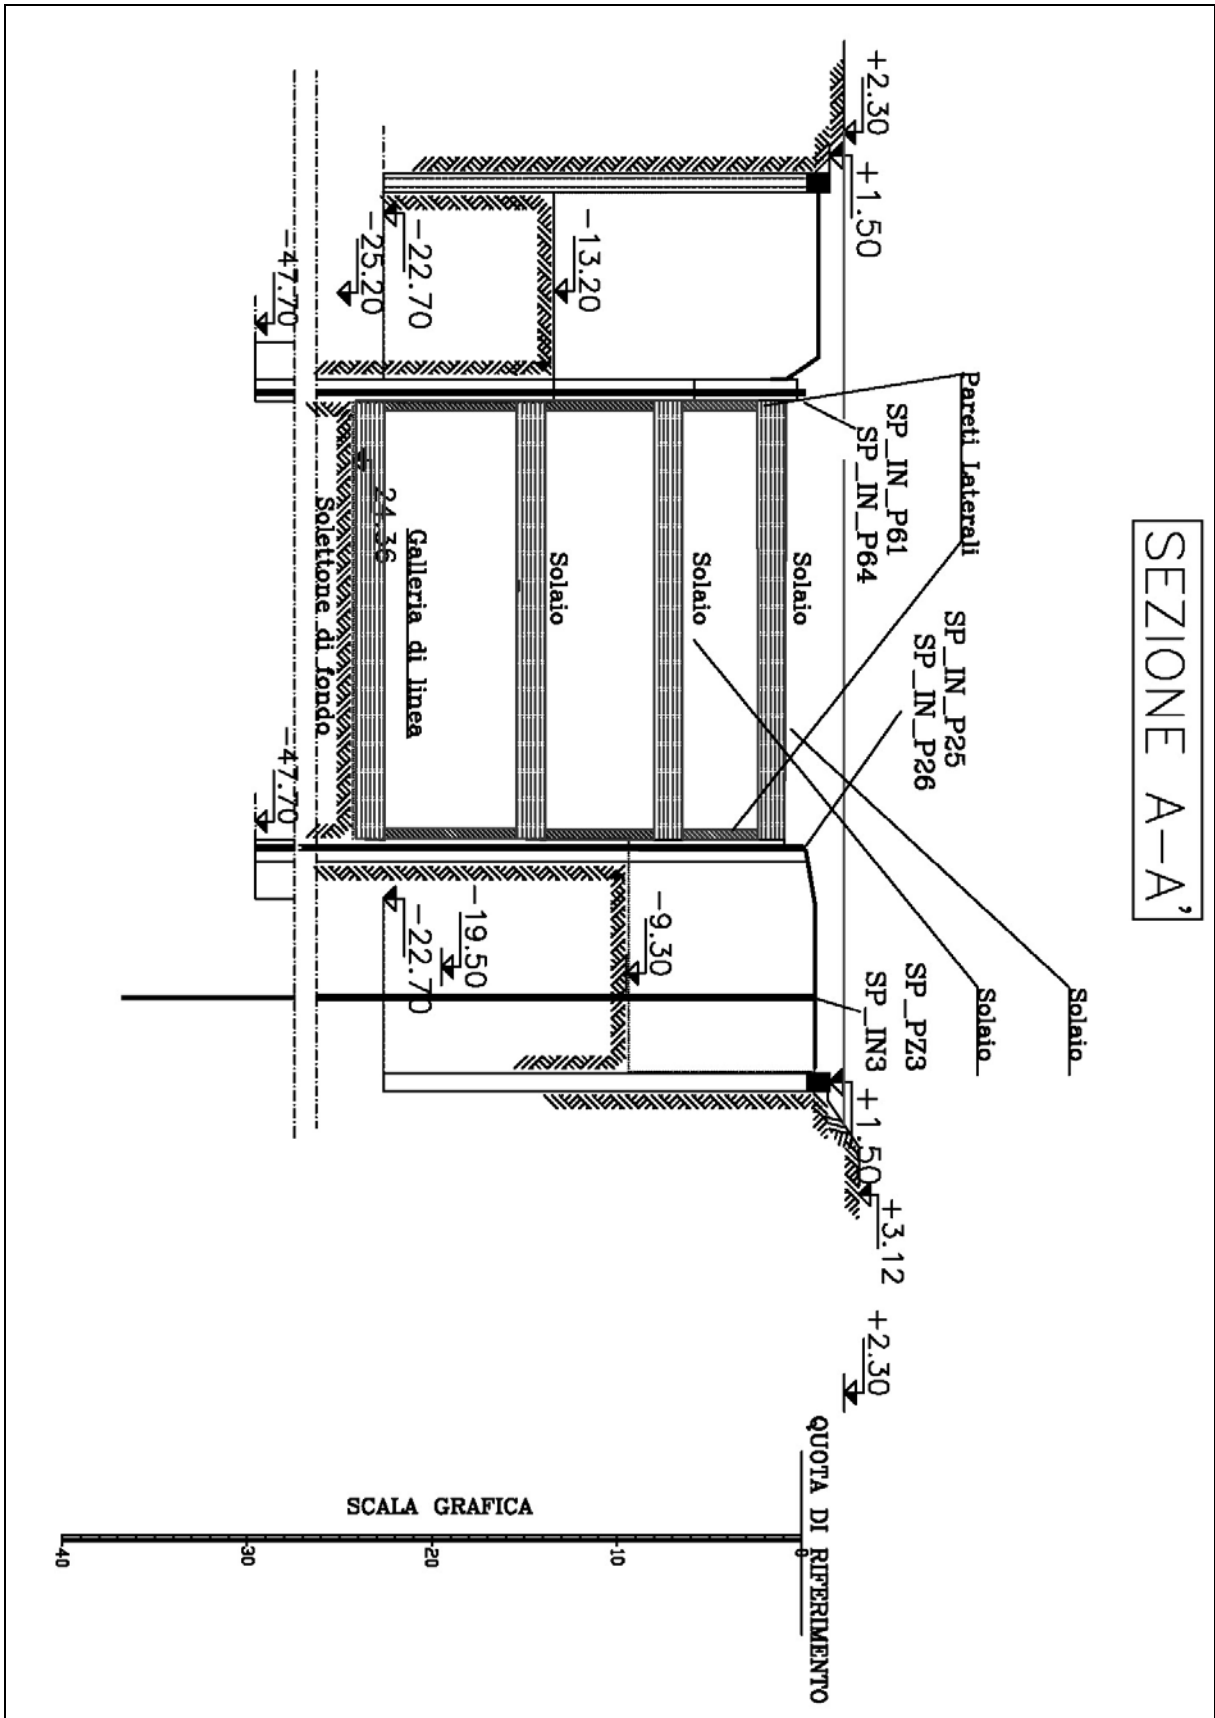 SEZIONE A-A'
Solaio
Solaio
Pareti Laterali
SP_IN_P25
SP_IN_P26
SP_IN_P61
SP_IN_P64
SP_PZ3
SP_IN3
+2.30
+1.50
+1.50
+3.12
+2.30
QUOTA DI RIFERIMENTO
Solaio
Solaio
Solaio
-13.20
-9.30
-22.70
-25.20
-47.70
Galleria di linea
-24.36
Solettone di fondo
-47.70
-19.50
-22.70
SCALA GRAFICA
0
-10
-20
-30
-40